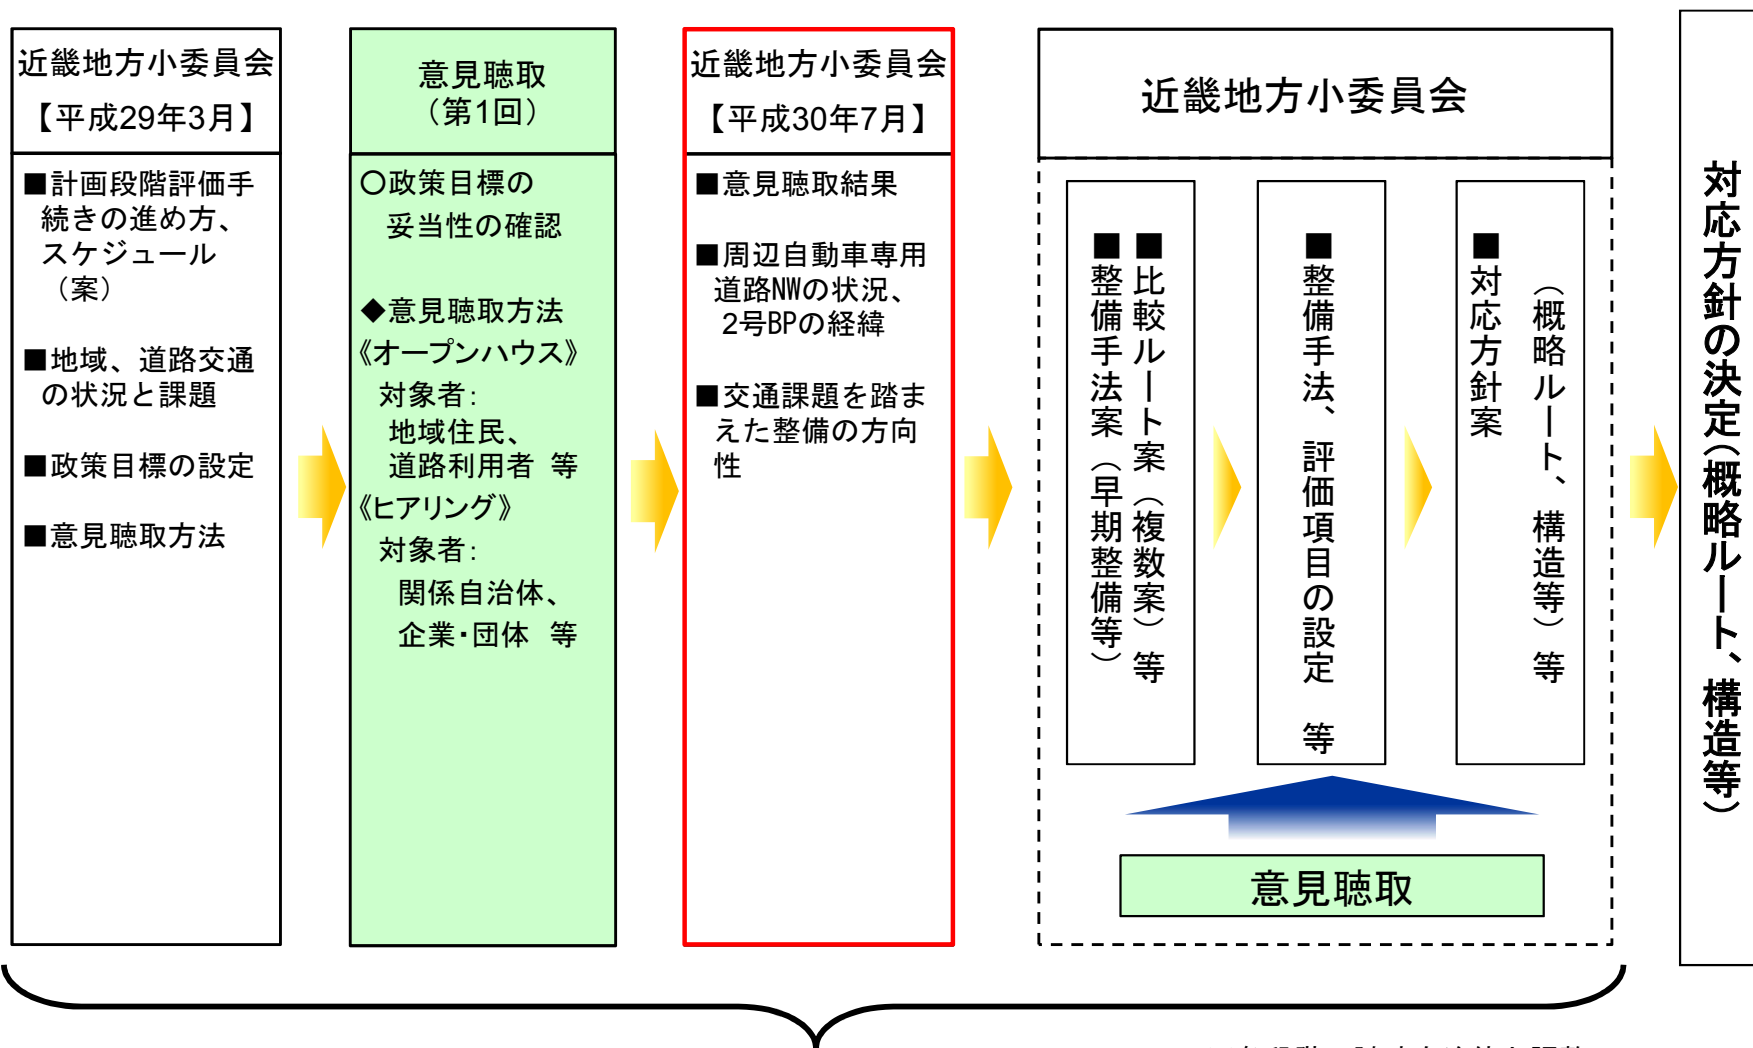 近畿地方小委員会
【平成29年3月】
■計画段階評価手
続きの進め方、
スケジュール
（案）
■地域、道路交通
の状況と課題
■政策目標の設定
■意見聴取方法
意見聴取
（第1回）
○政策目標の
妥当性の確認
◆意見聴取方法
《オープンハウス》
対象者：
地域住民、
道路利用者 等
《ヒアリング》
対象者：
関係自治体、
企業・団体 等
近畿地方小委員会
【平成30年7月】
■意見聴取結果
■周辺自動車専用
道路NWの状況、
2号BPの経緯
■交通課題を踏ま
えた整備の方向
性
近畿地方小委員会
■比較ルート案（複数案）等
■整備手法案（早期整備等）
■整備手法、評価項目の設定 等
■対応方針案
（概略ルート、構造等）等
意見聴取
対応方針の決定（概略ルート、構造等）